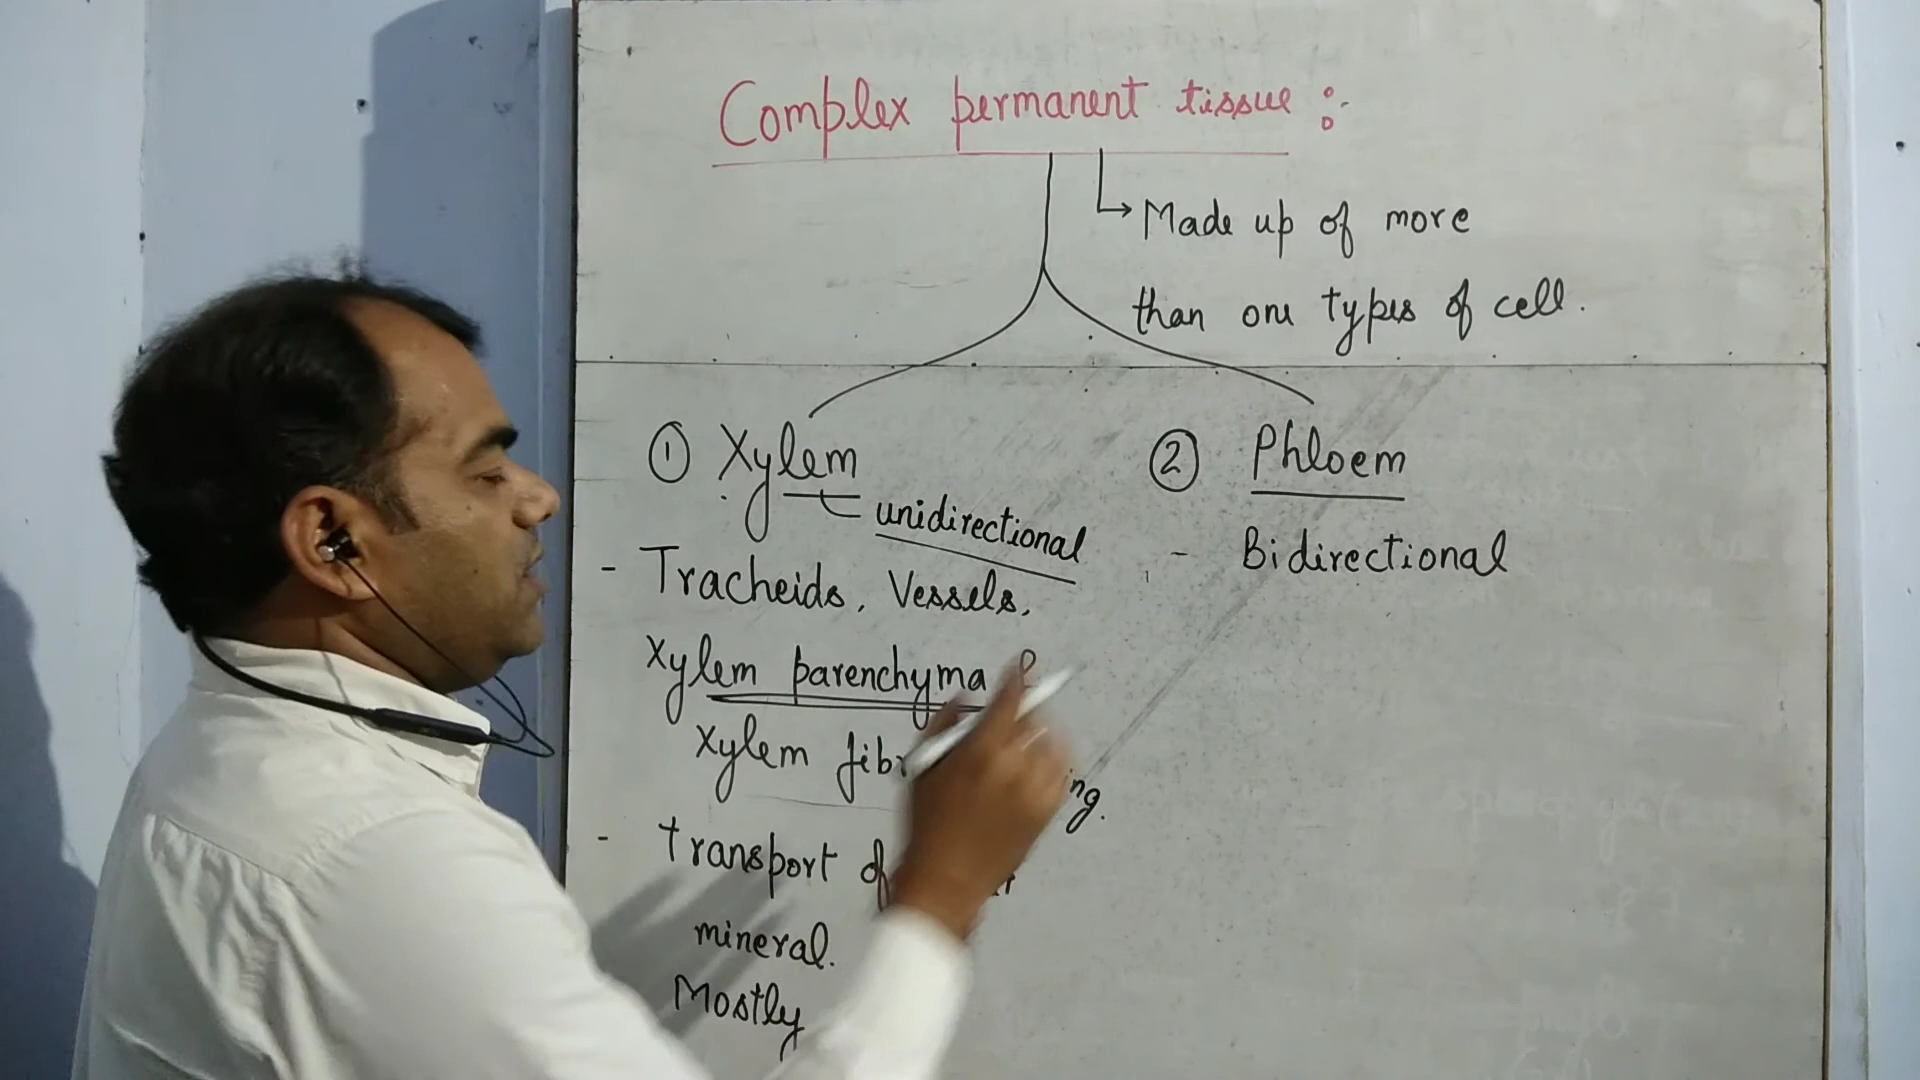 Complex permanent tissue :-
Made up of more
than one types of cell.
① Xylem
unidirectional
- Tracheids, Vessels,
Xylem parenchyma &
Xylem
- Transport of
mineral.
Mostly
② Phloem
- Bidirectional